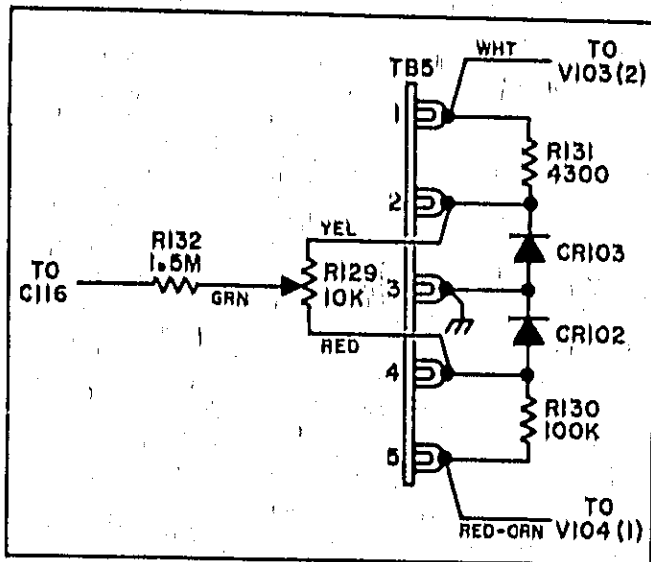 WHT
TO
V103(2)
TB5
1
R131
4300
2
YEL
R132
1.5M
CR103
TO
C116
GRN
R129
10K
3
RED
CR102
4
R130
100K
5
TO
V104(1)
RED-ORN